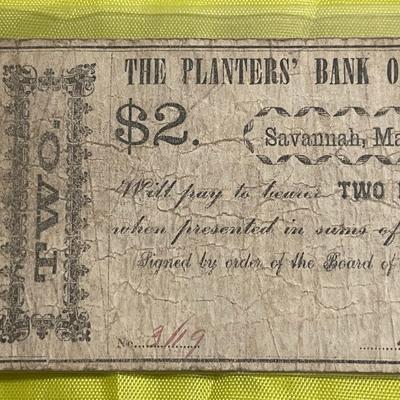 THE PLANTERS' BANK O
TWO.
$2.
Savannah, Ma
Will pay to bearer TWO
when presented in sums of
Signed by order of the Board of
No. 3119